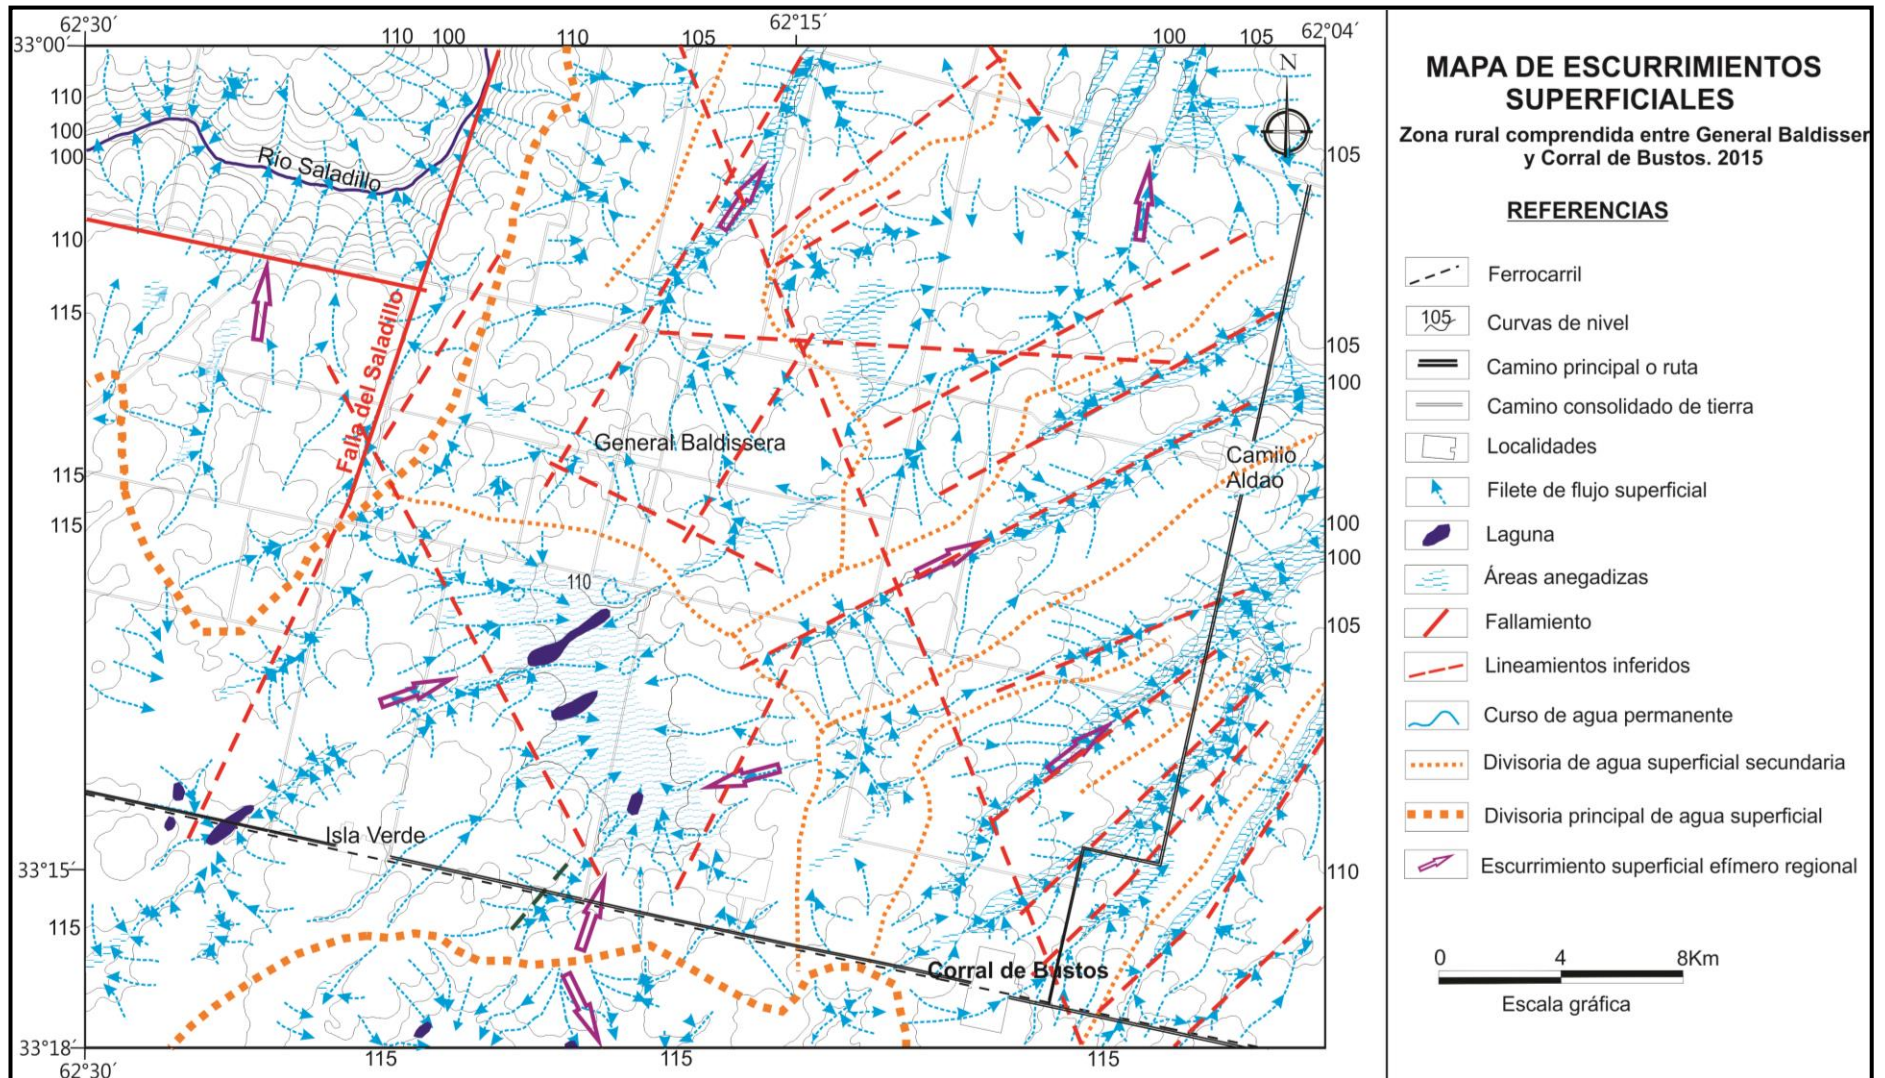 62°30´
110 100
110
105
62°15´
100
105
62°04´
33°00´
N
110
100
100
Río Saladillo
105
110
115
Falla del Saladillo
105
100
General Baldissera
Camilo
Aldao
115
115
100
100
110
105
Isla Verde
33°15´
110
115
Corral de Bustos
33°18´
62°30´
115
115
115
MAPA DE ESCURRIMIENTOS
SUPERFICIALES
Zona rural comprendida entre General Baldisser
y Corral de Bustos. 2015
REFERENCIAS
Ferrocarril
105
Curvas de nivel
Camino principal o ruta
Camino consolidado de tierra
Localidades
Filete de flujo superficial
Laguna
Áreas anegadizas
Fallamiento
Lineamientos inferidos
Curso de agua permanente
Divisoria de agua superficial secundaria
Divisoria principal de agua superficial
Escurrimiento superficial efímero regional
0 4 8Km
Escala gráfica